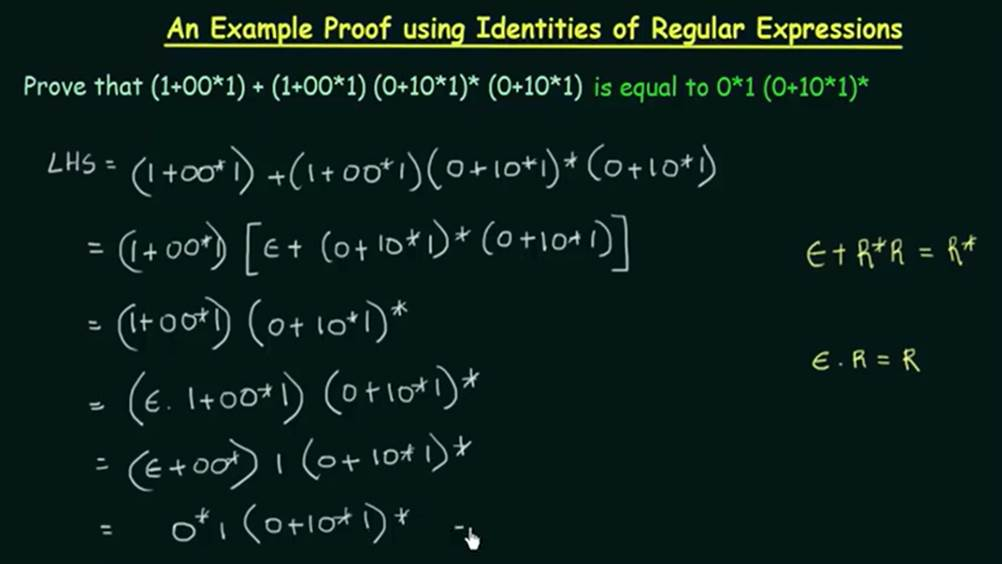 An Example Proof using Identities of Regular Expressions
Prove that (1+00*1) + (1+00*1) (0+10*1)* (0+10*1) is equal to 0*1 (0+10*1)*
LHS = (1+00*1) + (1+00*1) (0+10*1)* (0+10*1)
= (1+00*1) [ϵ + (0+10*1)* (0+10*1)]
ϵ + R*R = R*
= (1+00*1) (0+10*1)*
ϵ . R = R
= (ϵ. 1+00*1) (0+10*1)*
= (ϵ+00*) 1 (0+10*1)*
= 0*1 (0+10*1)*